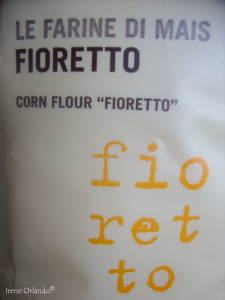 LE FARINE DI MAIS
FIORETTO
CORN FLOUR "FIORETTO"
fio
ret
to
Irene Orlando©